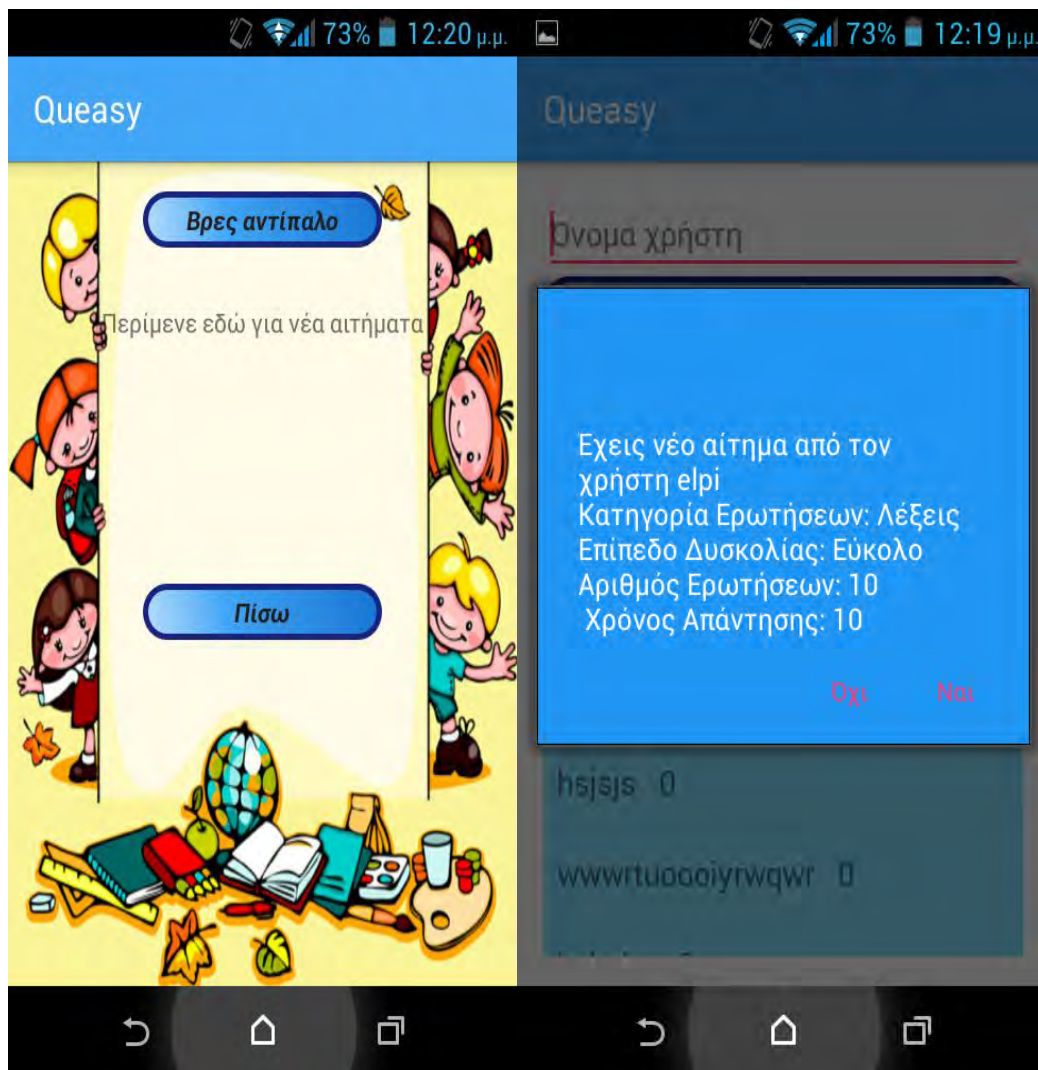 73% 12:20 μ.μ.
Queasy
Βρες αντίπαλο
Περίμενε εδώ για νέα αιτήματα
Πίσω
73% 12:19 μ.μ.
Queasy
Όνομα χρήστη
Έχεις νέο αίτημα από τον
χρήστη elpi
Κατηγορία Ερωτήσεων: Λέξεις
Επίπεδο Δυσκολίας: Εύκολο
Αριθμός Ερωτήσεων: 10
Χρόνος Απάντησης: 10
Όχι Ναι
hsjsjs 0
wwwrtuoooiyrwqwr 0